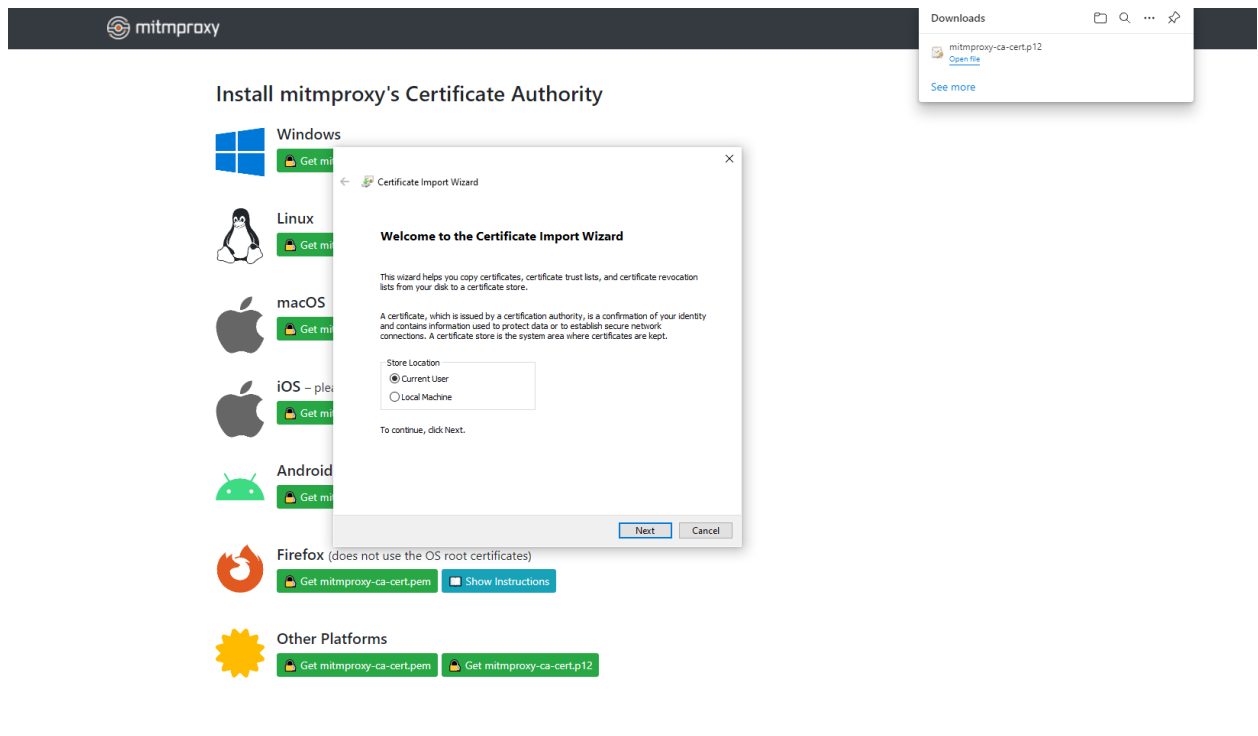 mitmproxy
Downloads
mitmproxy-ca-cert.p12
Open file
See more
Install mitmproxy's Certificate Authority
Windows
Get mi
Linux
Get mi
macOS
Get mi
iOS – plea
Get mi
Android
Get mi
Certificate Import Wizard
Welcome to the Certificate Import Wizard
This wizard helps you copy certificates, certificate trust lists, and certificate revocation
lists from your disk to a certificate store.
A certificate, which is issued by a certification authority, is a confirmation of your identity
and contains information used to protect data or to establish secure network
connections. A certificate store is the system area where certificates are kept.
Store Location
Current User
Local Machine
To continue, click Next.
Next Cancel
Firefox (does not use the OS root certificates)
Get mitmproxy-ca-cert.pem Show Instructions
Other Platforms
Get mitmproxy-ca-cert.pem Get mitmproxy-ca-cert.p12